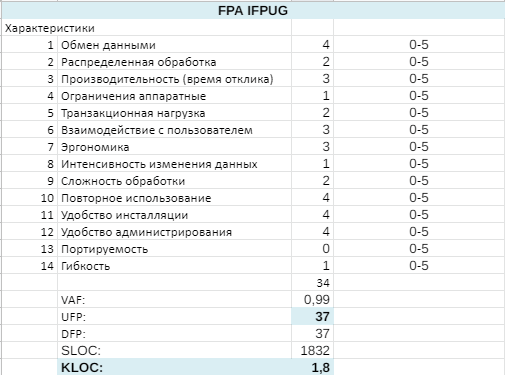 FPA IFPUG
Характеристики
1 Обмен данными 4 0-5
2 Распределенная обработка 2 0-5
3 Производительность (время отклика) 3 0-5
4 Ограничения аппаратные 1 0-5
5 Транзакционная нагрузка 2 0-5
6 Взаимодействие с пользователем 3 0-5
7 Эргономика 3 0-5
8 Интенсивность изменения данных 1 0-5
9 Сложность обработки 2 0-5
10 Повторное использование 4 0-5
11 Удобство инсталляции 4 0-5
12 Удобство администрирования 4 0-5
13 Портируемость 0 0-5
14 Гибкость 1 0-5
34
VAF: 0,99
UFP: 37
DFP: 37
SLOC: 1832
KLOC: 1,8